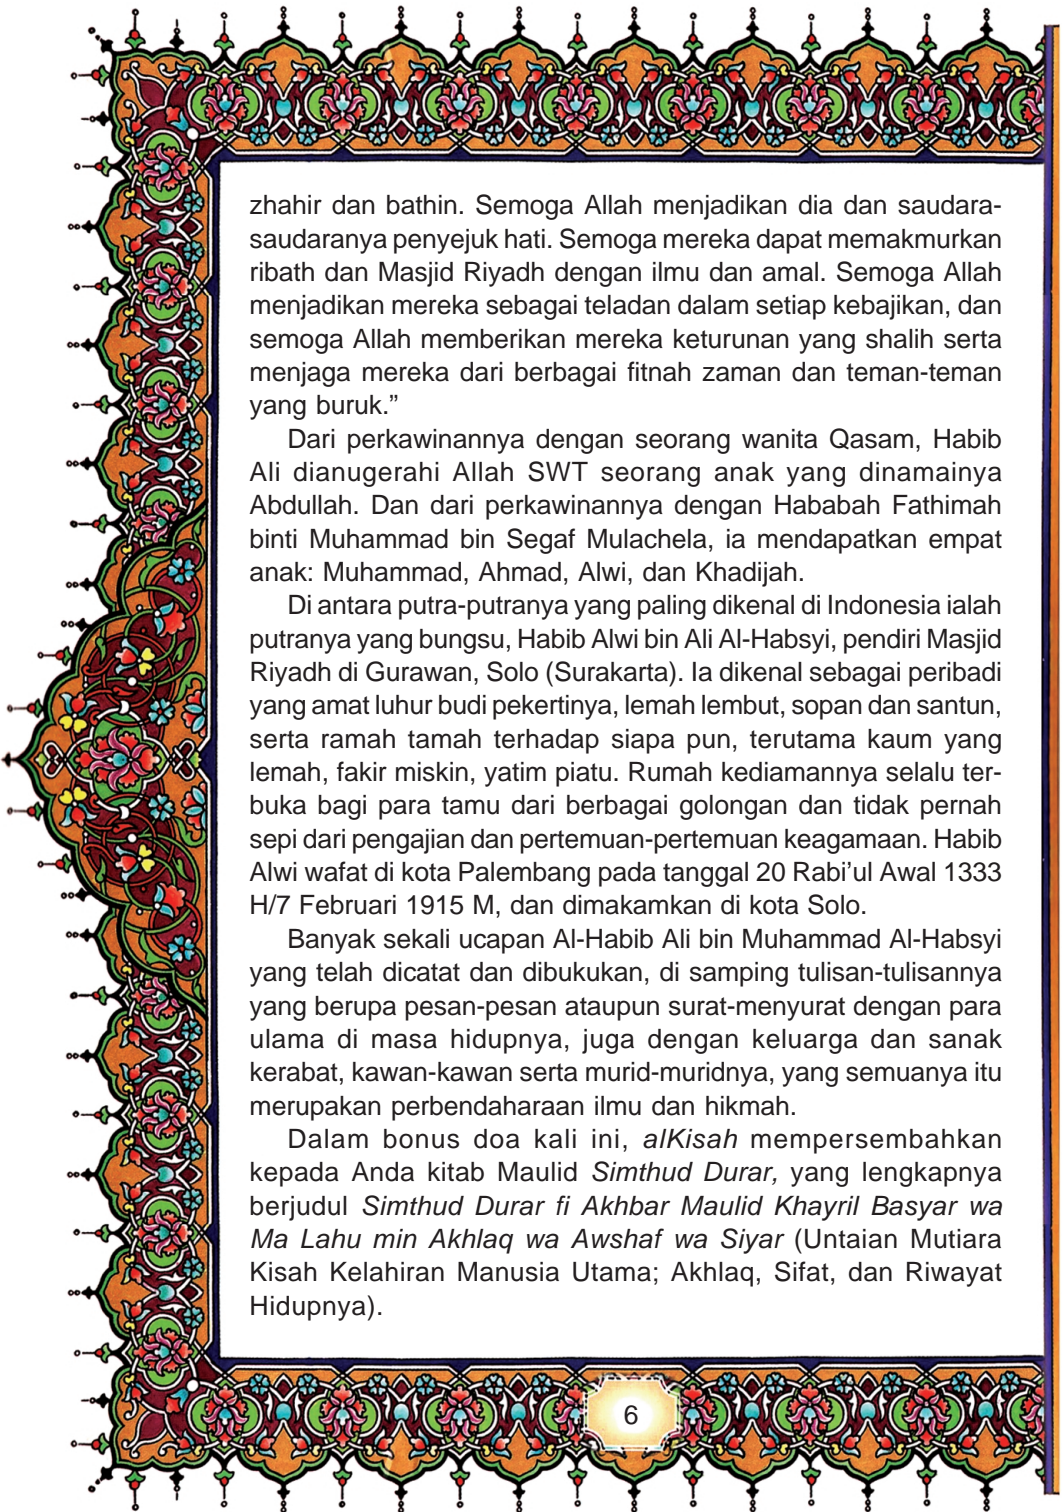 zhahir dan bathin. Semoga Allah menjadikan dia dan saudara-
saudaranya penyejuk hati. Semoga mereka dapat memakmurkan
ribath dan Masjid Riyadh dengan ilmu dan amal. Semoga Allah
menjadikan mereka sebagai teladan dalam setiap kebajikan, dan
semoga Allah memberikan mereka keturunan yang shalih serta
menjaga mereka dari berbagai fitnah zaman dan teman-teman
yang buruk.”
Dari perkawinannya dengan seorang wanita Qasam, Habib
Ali dianugerahi Allah SWT seorang anak yang dinamainya
Abdullah. Dan dari perkawinannya dengan Hababah Fathimah
binti Muhammad bin Segaf Mulachela, ia mendapatkan empat
anak: Muhammad, Ahmad, Alwi, dan Khadijah.
Di antara putra-putranya yang paling dikenal di Indonesia ialah
putranya yang bungsu, Habib Alwi bin Ali Al-Habsyi, pendiri Masjid
Riyadh di Gurawan, Solo (Surakarta). Ia dikenal sebagai peribadi
yang amat luhur budi pekertinya, lemah lembut, sopan dan santun,
serta ramah tamah terhadap siapa pun, terutama kaum yang
lemah, fakir miskin, yatim piatu. Rumah kediamannya selalu ter-
buka bagi para tamu dari berbagai golongan dan tidak pernah
sepi dari pengajian dan pertemuan-pertemuan keagamaan. Habib
Alwi wafat di kota Palembang pada tanggal 20 Rabi’ul Awal 1333
H/7 Februari 1915 M, dan dimakamkan di kota Solo.
Banyak sekali ucapan Al-Habib Ali bin Muhammad Al-Habsyi
yang telah dicatat dan dibukukan, di samping tulisan-tulisannya
yang berupa pesan-pesan ataupun surat-menyurat dengan para
ulama di masa hidupnya, juga dengan keluarga dan sanak
kerabat, kawan-kawan serta murid-muridnya, yang semuanya itu
merupakan perbendaharaan ilmu dan hikmah.
Dalam bonus doa kali ini, alKisah mempersembahkan
kepada Anda kitab Maulid Simthud Durar, yang lengkapnya
berjudul Simthud Durar fi Akhbar Maulid Khayril Basyar wa
Ma Lahu min Akhlaq wa Awshaf wa Siyar (Untaian Mutiara
Kisah Kelahiran Manusia Utama; Akhlaq, Sifat, dan Riwayat
Hidupnya).
6